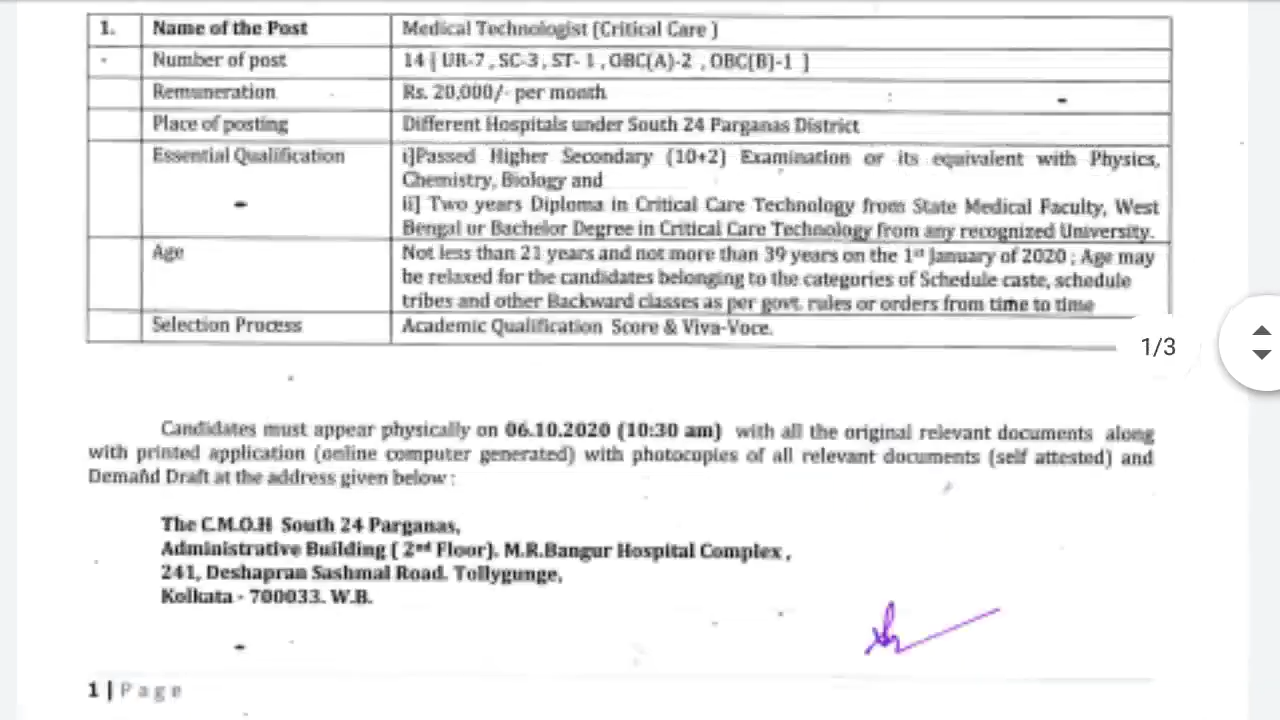 1. Name of the Post Medical Technologist (Critical Care )
Number of post 14 [ UR-7 , SC-3 , ST- 1 , OBC(A)-2 , OBC(B)-1 ]
Remuneration Rs. 20,000/- per month
Place of posting Different Hospitals under South 24 Parganas District
Essential Qualification i]Passed Higher Secondary (10+2) Examination or its equivalent with Physics,
Chemistry, Biology and
ii] Two years Diploma in Critical Care Technology from State Medical Faculty, West
Bengal or Bachelor Degree in Critical Care Technology from any recognized University.
Age Not less than 21 years and not more than 39 years on the 1st January of 2020 ; Age may
be relaxed for the candidates belonging to the categories of Schedule caste, schedule
tribes and other Backward classes as per govt. rules or orders from time to time
Selection Process Academic Qualification Score & Viva-Voce.
1/3
Candidates must appear physically on 06.10.2020 (10:30 am) with all the original relevant documents along
with printed application (online computer generated) with photocopies of all relevant documents (self attested) and
Demand Draft at the address given below :
The C.M.O.H South 24 Parganas,
Administrative Building ( 2nd Floor). M.R.Bangur Hospital Complex ,
241, Deshapran Sashmal Road. Tollygunge,
Kolkata - 700033. W.B.
1 | Page